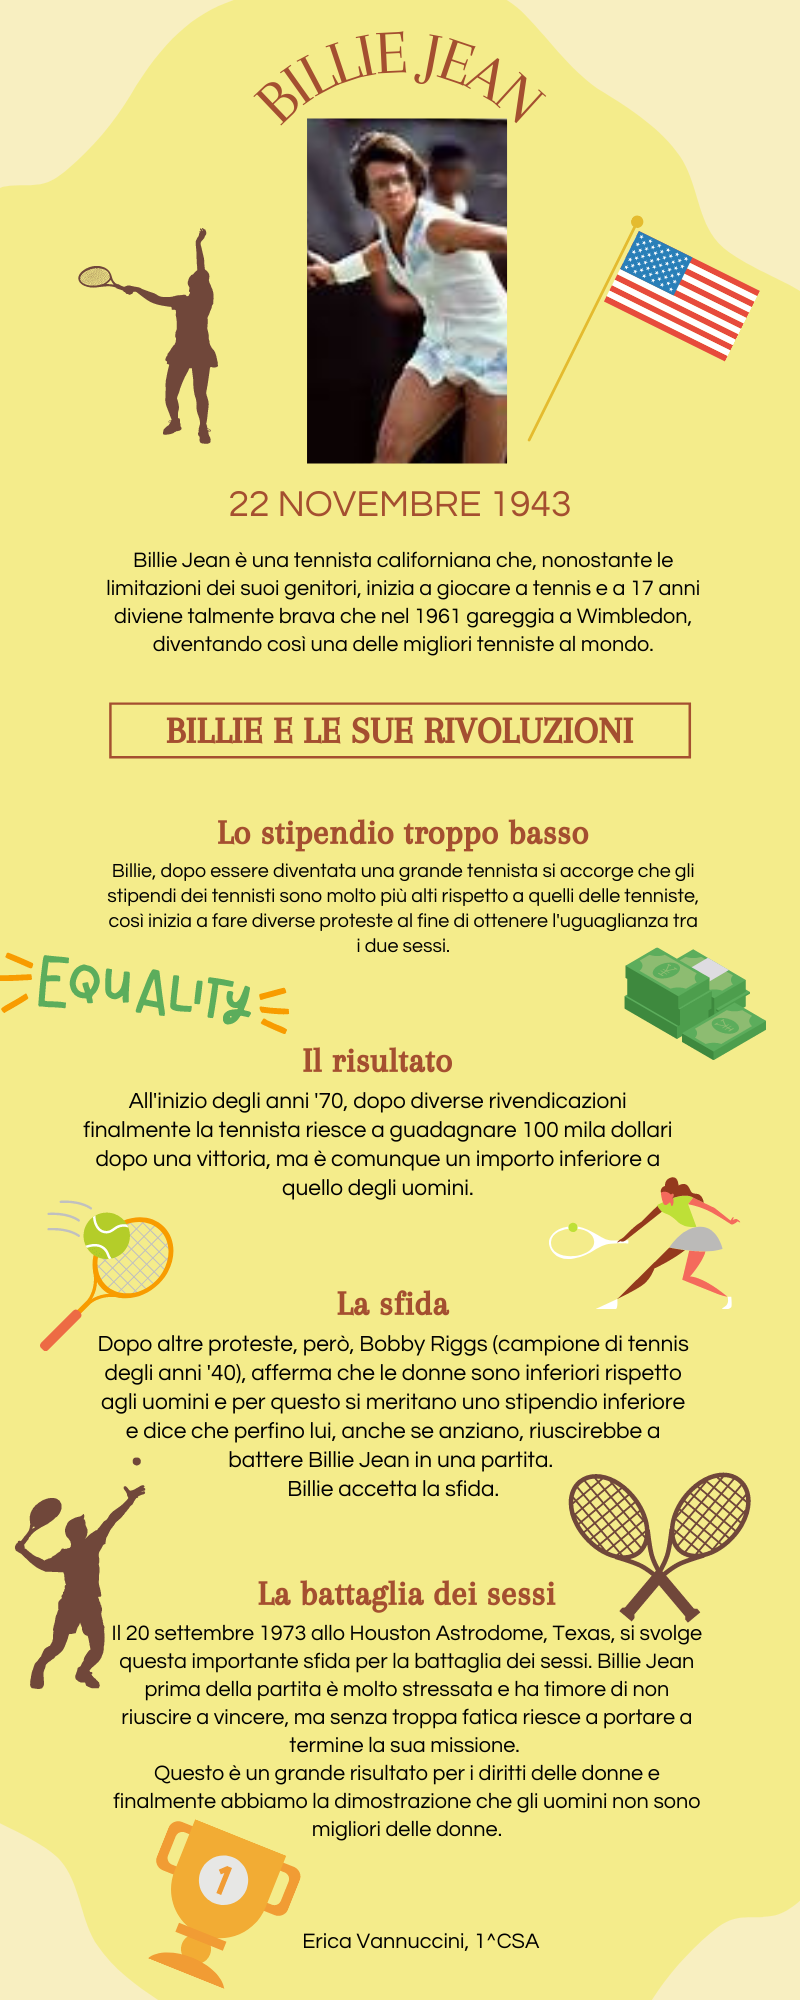 BILLIE JEAN
22 NOVEMBRE 1943
Billie Jean è una tennista californiana che, nonostante le
limitazioni dei suoi genitori, inizia a giocare a tennis e a 17 anni
diviene talmente brava che nel 1961 gareggia a Wimbledon,
diventando così una delle migliori tenniste al mondo.
BILLIE E LE SUE RIVOLUZIONI
Lo stipendio troppo basso
Billie, dopo essere diventata una grande tennista si accorge che gli
stipendi dei tennisti sono molto più alti rispetto a quelli delle tenniste,
così inizia a fare diverse proteste al fine di ottenere l'uguaglianza tra
i due sessi.
EQUALITY
Il risultato
All'inizio degli anni '70, dopo diverse rivendicazioni
finalmente la tennista riesce a guadagnare 100 mila dollari
dopo una vittoria, ma è comunque un importo inferiore a
quello degli uomini.
La sfida
Dopo altre proteste, però, Bobby Riggs (campione di tennis
degli anni '40), afferma che le donne sono inferiori rispetto
agli uomini e per questo si meritano uno stipendio inferiore
e dice che perfino lui, anche se anziano, riuscirebbe a
battere Billie Jean in una partita.
Billie accetta la sfida.
La battaglia dei sessi
Il 20 settembre 1973 allo Houston Astrodome, Texas, si svolge
questa importante sfida per la battaglia dei sessi. Billie Jean
prima della partita è molto stressata e ha timore di non
riuscire a vincere, ma senza troppa fatica riesce a portare a
termine la sua missione.
Questo è un grande risultato per i diritti delle donne e
finalmente abbiamo la dimostrazione che gli uomini non sono
migliori delle donne.
1
Erica Vannuccini, 1^CSA